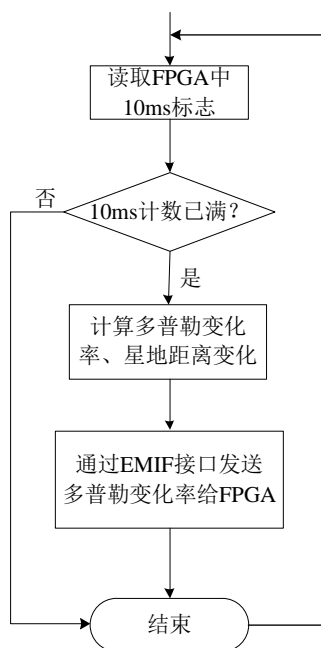 读取FPGA中
10ms标志
否
10ms计数已满？
是
计算多普勒变化
率、星地距离变化
通过EMIF接口发送
多普勒变化率给FPGA
结束